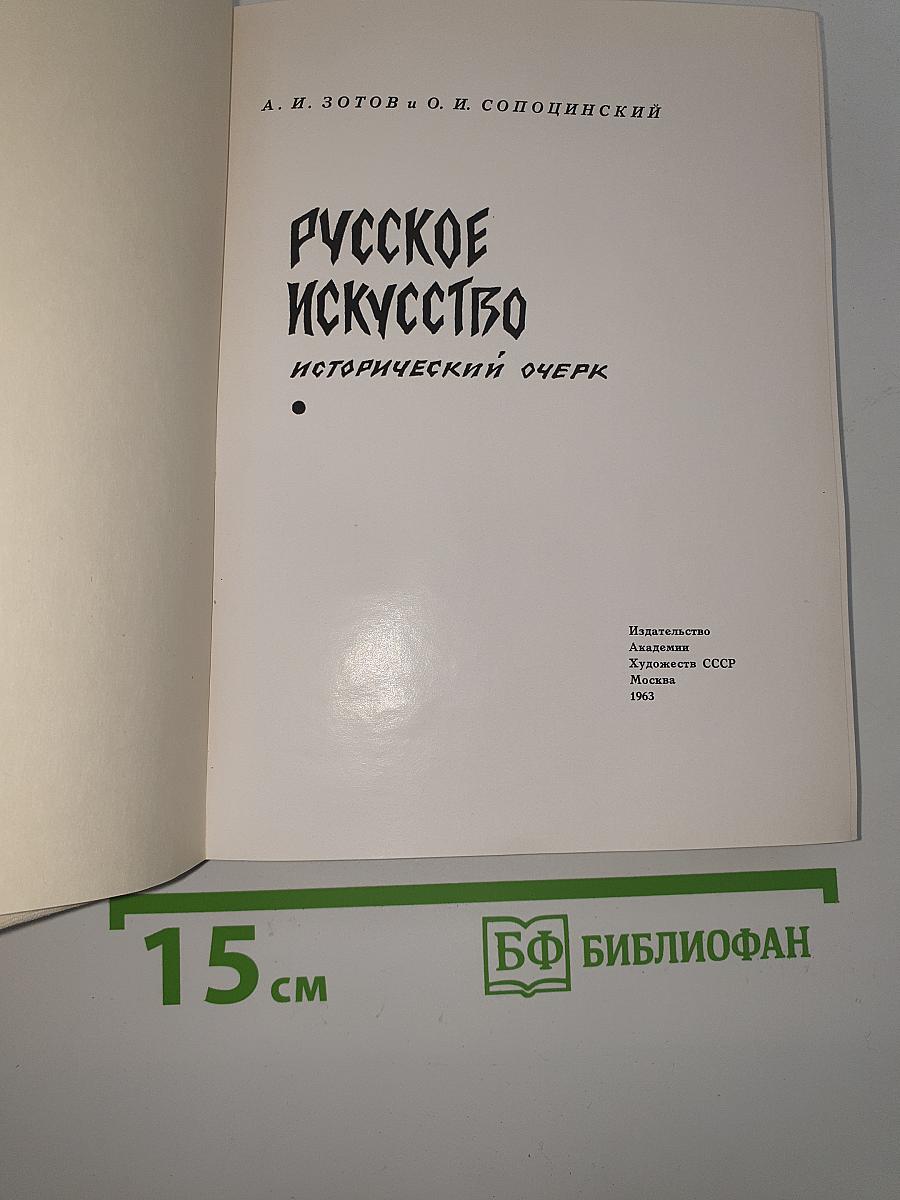 А. И. ЗОТОВ и О. И. СОПОЦИНСКИЙ
РУССКОЕ
ИСКУССТВО
ИСТОРИЧЕСКИЙ ОЧЕРК
Издательство
Академии
Художеств СССР
Москва
1963
15 см
БФ БИБЛИОФАН